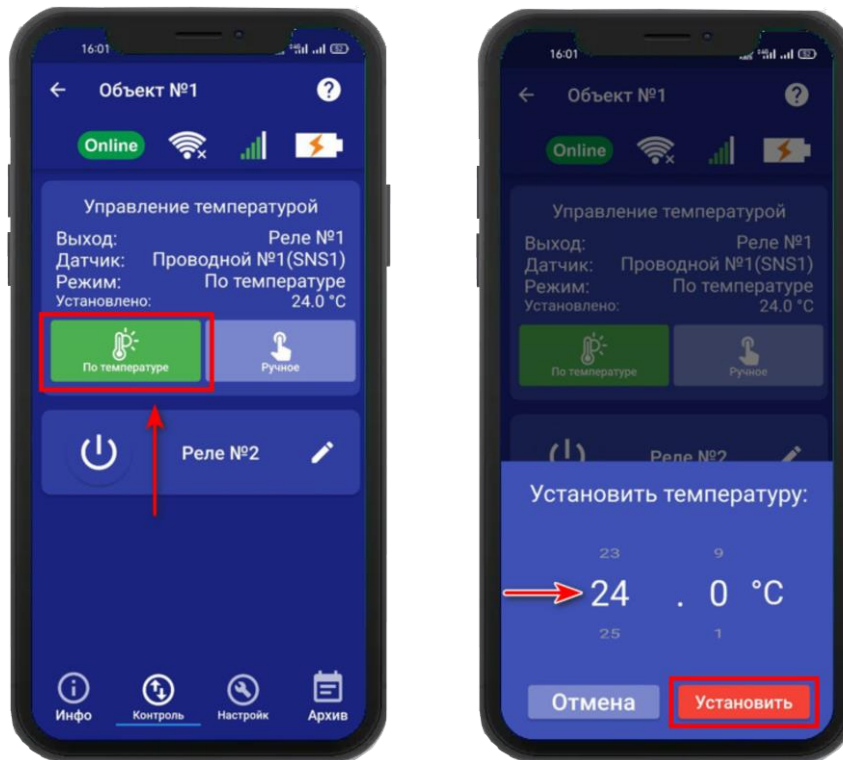 16:01
Объект №1
?
Online
Управление температурой
Выход: Реле №1
Датчик: Проводной №1(SNS1)
Режим: По температуре
Установлено: 24.0 °C
По температуре
Ручное
Реле №2
Инфо
Контроль
Настройк
Архив
16:01
Объект №1
?
Online
Управление температурой
Выход: Реле №1
Датчик: Проводной №1(SNS1)
Режим: По температуре
Установлено: 24.0 °C
По температуре
Ручное
Реле №2
Установить температуру:
23 9
24 . 0 °C
25 1
Отмена
Установить